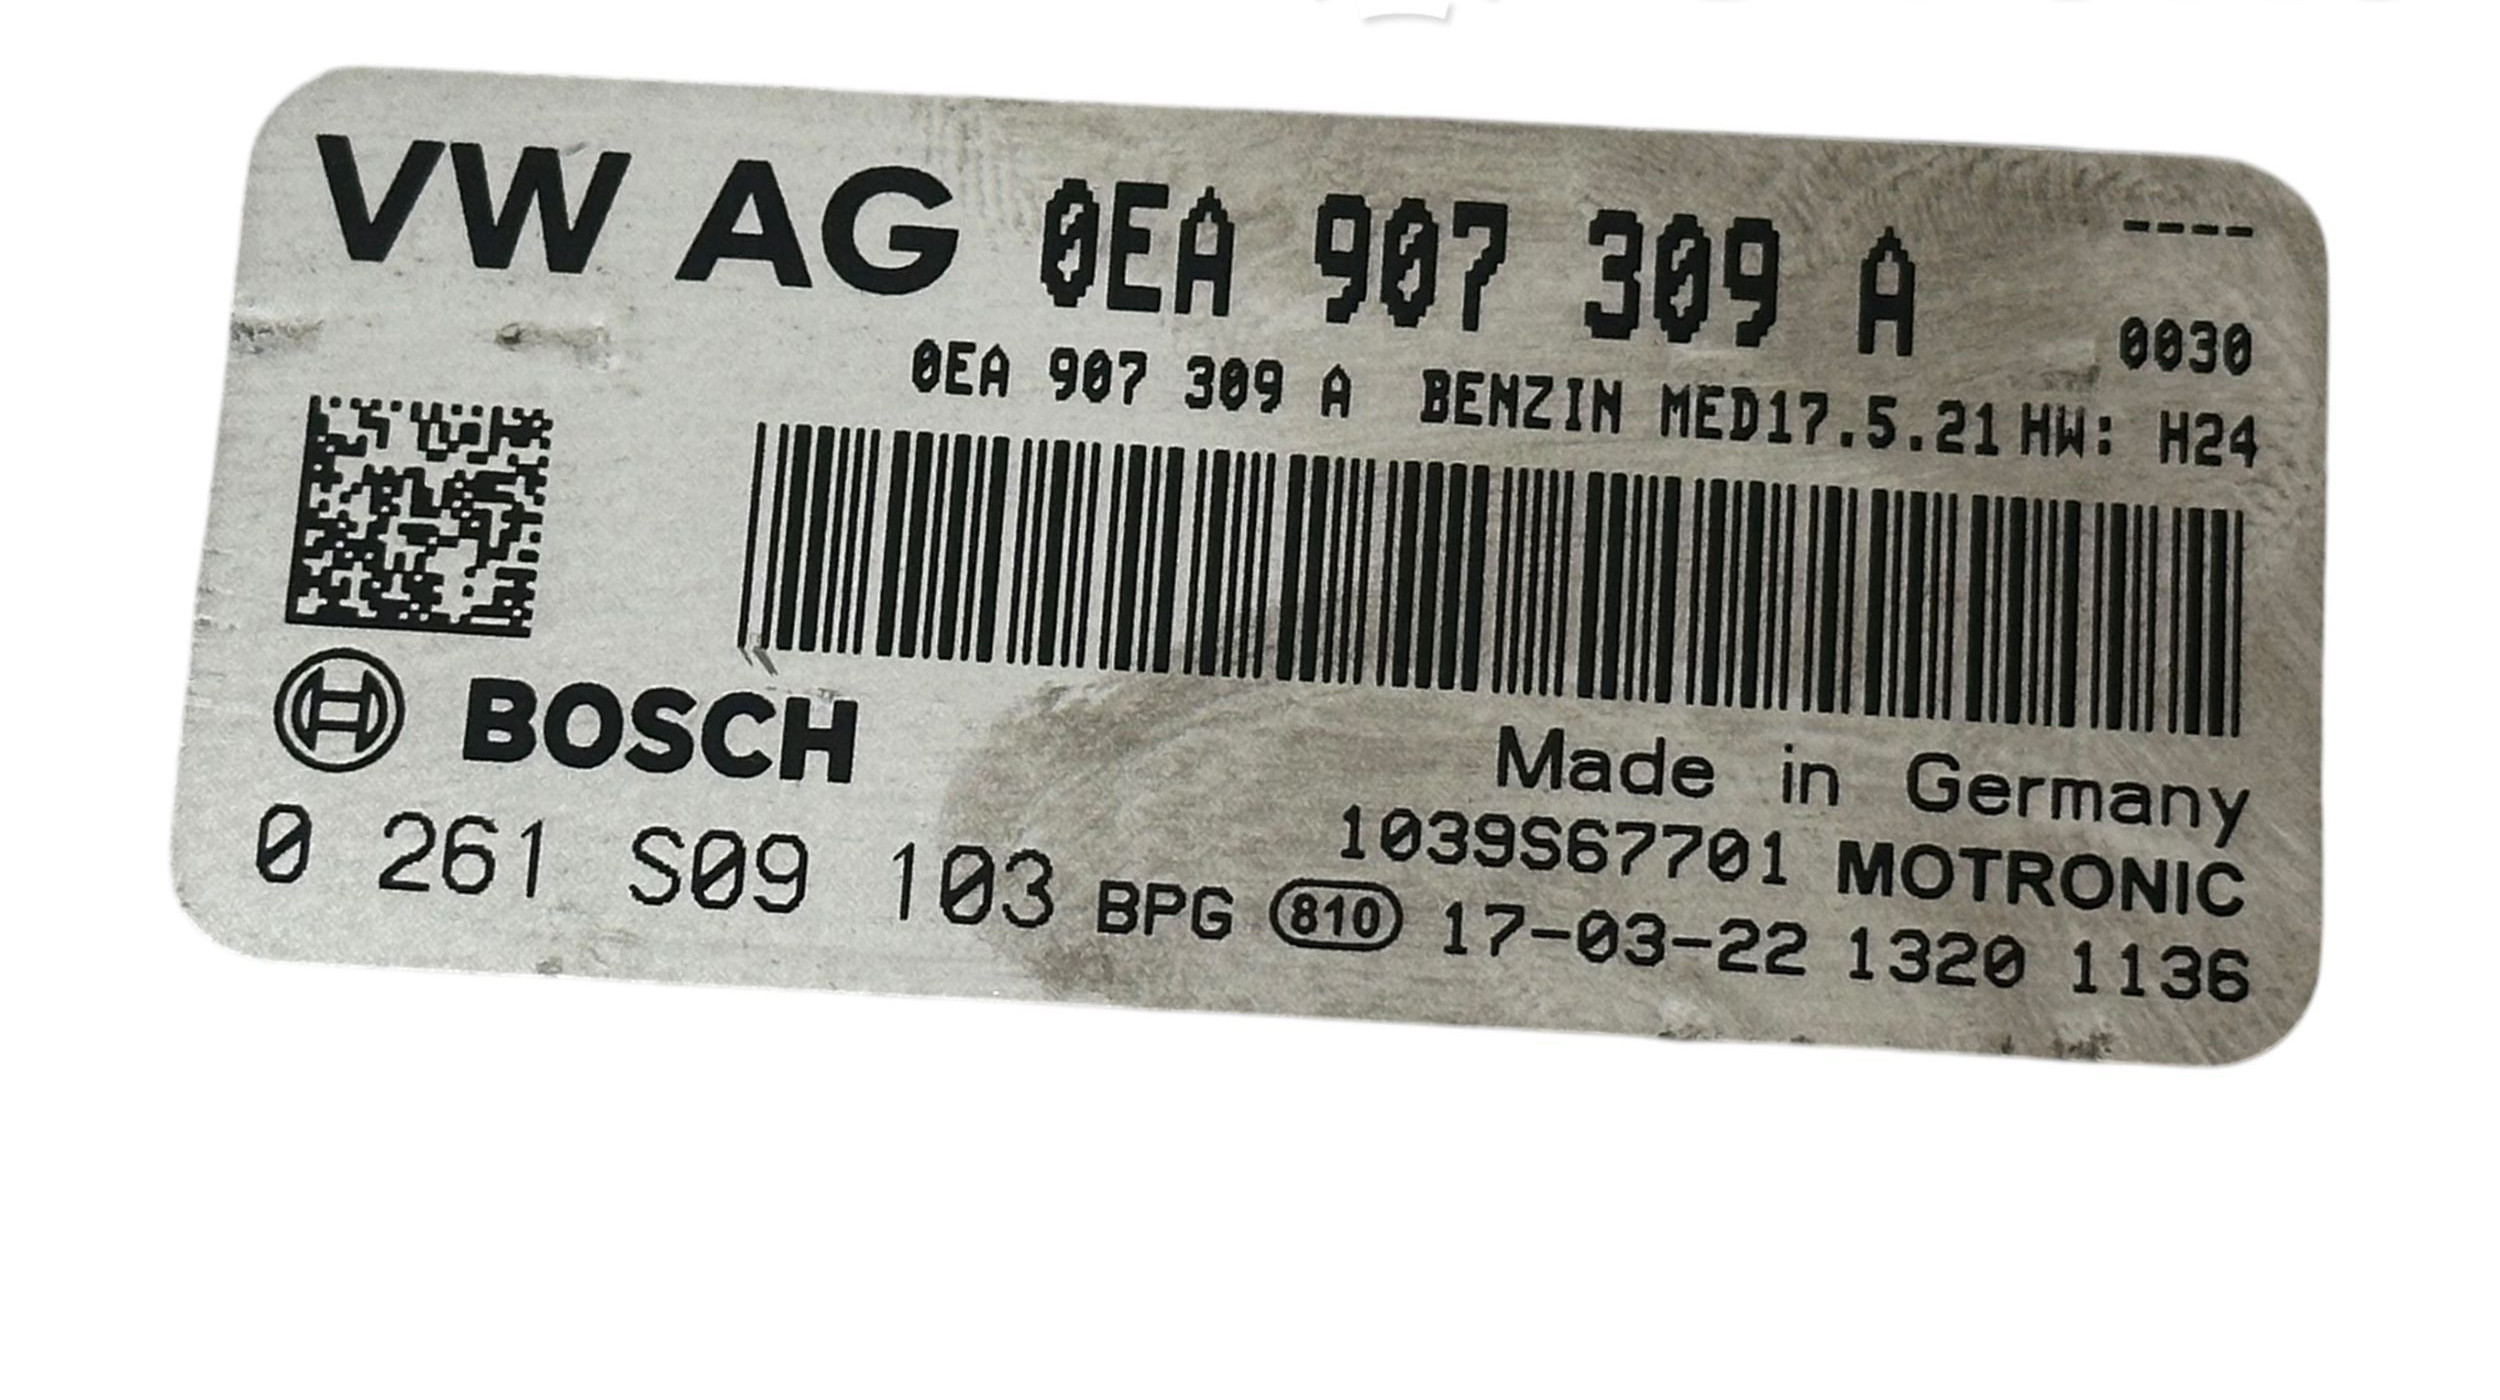 VW AG 0EA 907 309 A ----
0030
0EA 907 309 A BENZIN MED17.5.21 HW: H24
BOSCH
Made in Germany
1039S67701 MOTRONIC
0 261 S09 103 BPG 810 17-03-22 1320 1136